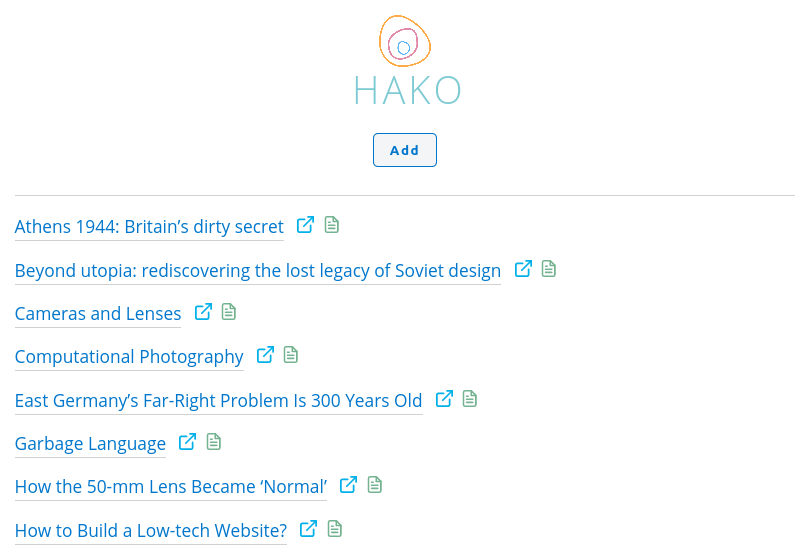 HAKO
Add
Athens 1944: Britain’s dirty secret
Beyond utopia: rediscovering the lost legacy of Soviet design
Cameras and Lenses
Computational Photography
East Germany’s Far-Right Problem Is 300 Years Old
Garbage Language
How the 50-mm Lens Became ‘Normal’
How to Build a Low-tech Website?